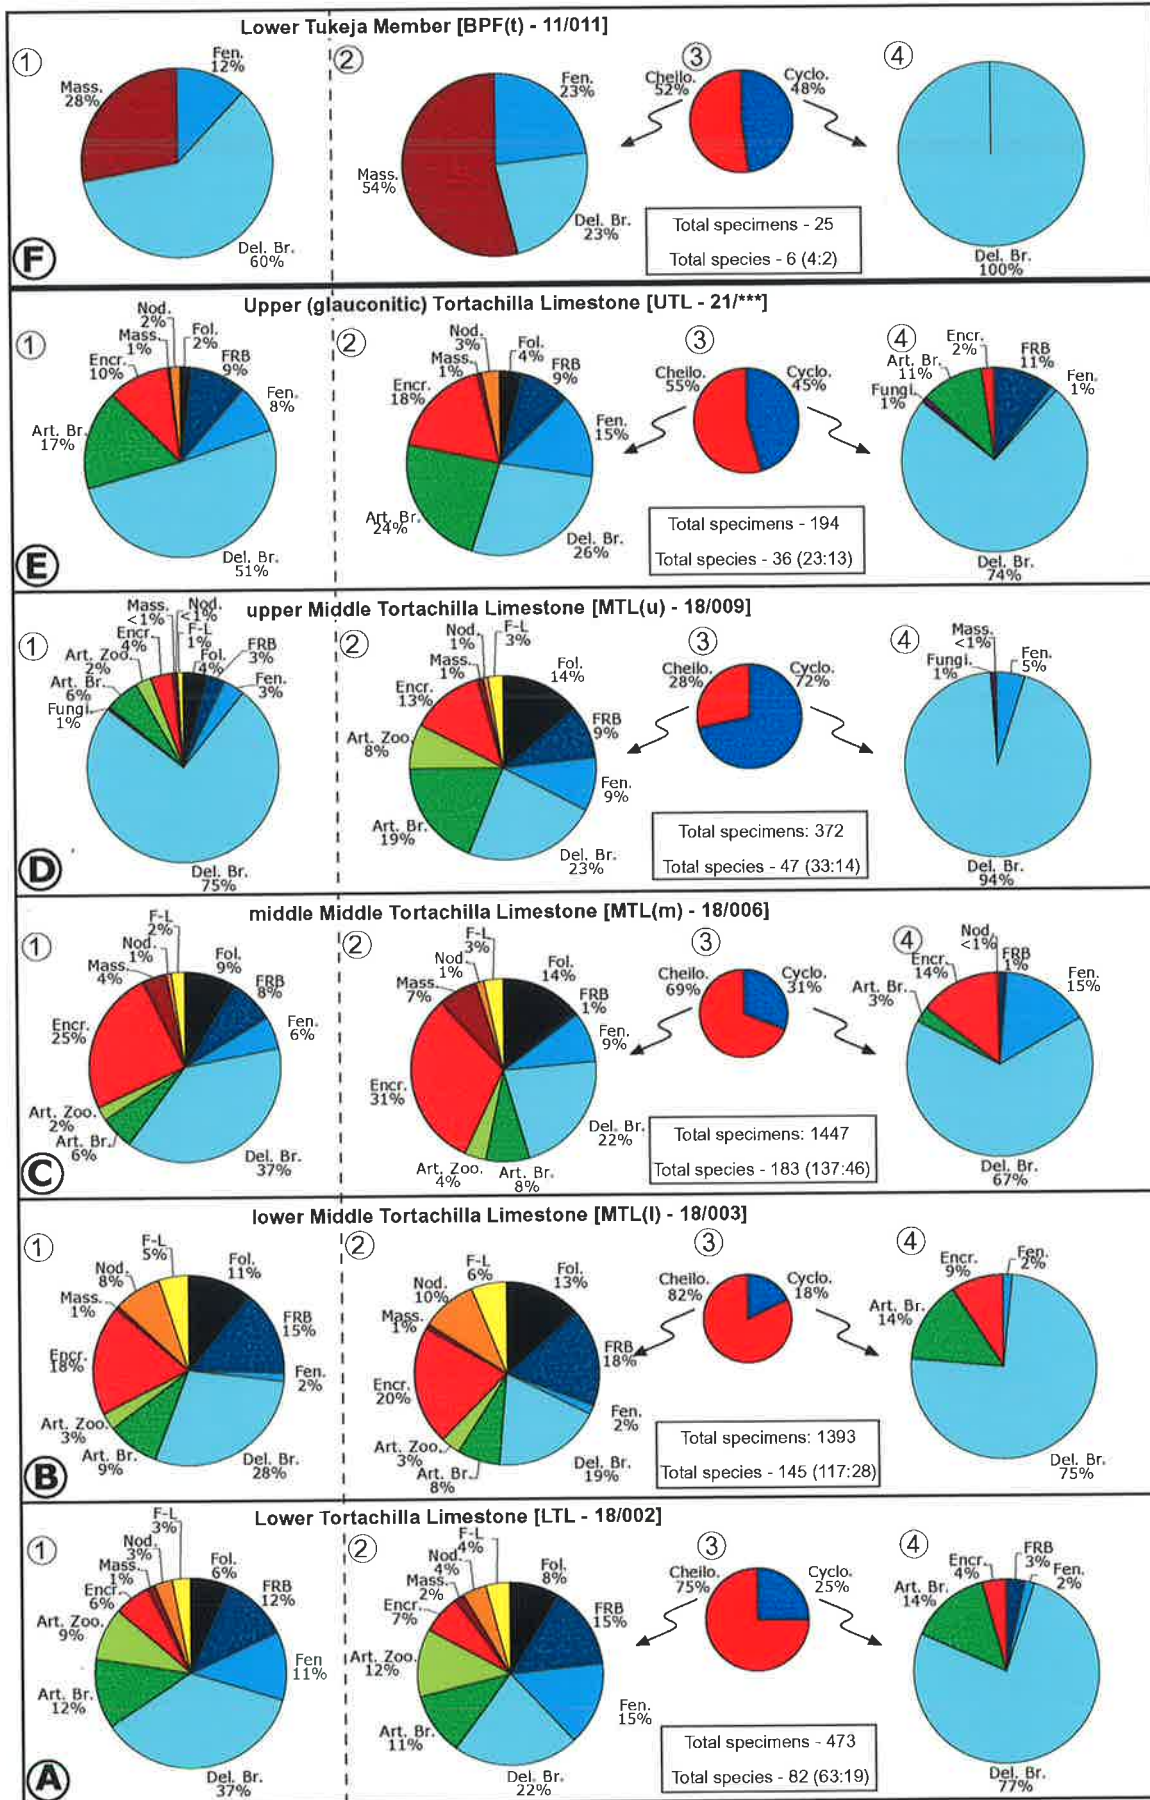 Lower Tukeja Member [BPF(t) - 11/011]
1
Fen.
12%
Mass.
28%
Del. Br.
60%
2
Fen.
23%
Mass.
54%
Del. Br.
23%
3
Cheilo.
52%
Cyclo.
48%
4
Del. Br.
100%
Total specimens - 25
Total species - 6 (4:2)
F
Upper (glauconitic) Tortachilla Limestone [UTL - 21/***]
1
Nod.
2%
Mass.
1%
Encr.
10%
Art. Br.
17%
Fol.
2%
FRB
9%
Fen.
8%
Del. Br.
51%
2
Nod.
3%
Mass.
1%
Encr.
18%
Art. Br.
24%
Fol.
4%
FRB
9%
Fen.
15%
Del. Br.
26%
3
Cheilo.
55%
Cyclo.
45%
4
Encr.
2%
Art. Br.
11%
Fungi.
1%
FRB
11%
Fen.
1%
Del. Br.
74%
Total specimens - 194
Total species - 36 (23:13)
E
upper Middle Tortachilla Limestone [MTL(u) - 18/009]
1
Mass.
<1%
Nod.
<1%
Encr.
4%
F-L
1%
Art. Zoo.
2%
Art. Br.
6%
Fungi.
1%
Fol.
4%
FRB
3%
Fen.
3%
Del. Br.
75%
2
Nod.
1%
F-L
3%
Mass.
1%
Encr.
13%
Art. Zoo.
8%
Art. Br.
19%
Fol.
14%
FRB
9%
Fen.
9%
Del. Br.
23%
3
Cheilo.
28%
Cyclo.
72%
4
Mass.
<1%
Fungi.
1%
Fen.
5%
Del. Br.
94%
Total specimens: 372
Total species - 47 (33:14)
D
middle Middle Tortachilla Limestone [MTL(m) - 18/006]
1
F-L
2%
Nod.
1%
Mass.
4%
Encr.
25%
Art. Zoo.
2%
Art. Br.
6%
Fol.
9%
FRB
8%
Fen.
6%
Del. Br.
37%
2
F-L
3%
Nod.
1%
Mass.
7%
Encr.
31%
Art. Zoo.
4%
Art. Br.
8%
Fol.
14%
FRB
1%
Fen.
9%
Del. Br.
22%
3
Cheilo.
69%
Cyclo.
31%
4
Nod.
<1%
Encr.
14%
Art. Br.
3%
FRB
1%
Fen.
15%
Del. Br.
67%
Total specimens: 1447
Total species - 183 (137:46)
C
lower Middle Tortachilla Limestone [MTL(l) - 18/003]
1
F-L
5%
Nod.
8%
Mass.
1%
Encr.
18%
Art. Zoo.
3%
Art. Br.
9%
Fol.
11%
FRB
15%
Fen.
2%
Del. Br.
28%
2
F-L
6%
Nod.
10%
Mass.
1%
Encr.
20%
Art. Zoo.
3%
Art. Br.
8%
Fol.
13%
FRB
18%
Fen.
2%
Del. Br.
19%
3
Cheilo.
82%
Cyclo.
18%
4
Encr.
9%
Art. Br.
14%
Fen.
2%
Del. Br.
75%
Total specimens: 1393
Total species - 145 (117:28)
B
Lower Tortachilla Limestone [LTL - 18/002]
1
F-L
3%
Nod.
3%
Mass.
1%
Encr.
6%
Art. Zoo.
9%
Art. Br.
12%
Fol.
6%
FRB
12%
Fen
11%
Del. Br.
37%
2
F-L
4%
Nod.
4%
Mass.
2%
Encr.
7%
Art. Zoo.
12%
Art. Br.
11%
Fol.
8%
FRB
15%
Fen.
15%
Del. Br.
22%
3
Cheilo.
75%
Cyclo.
25%
4
Encr.
4%
Art. Br.
14%
FRB
3%
Fen.
2%
Del. Br.
77%
Total specimens - 473
Total species - 82 (63:19)
A